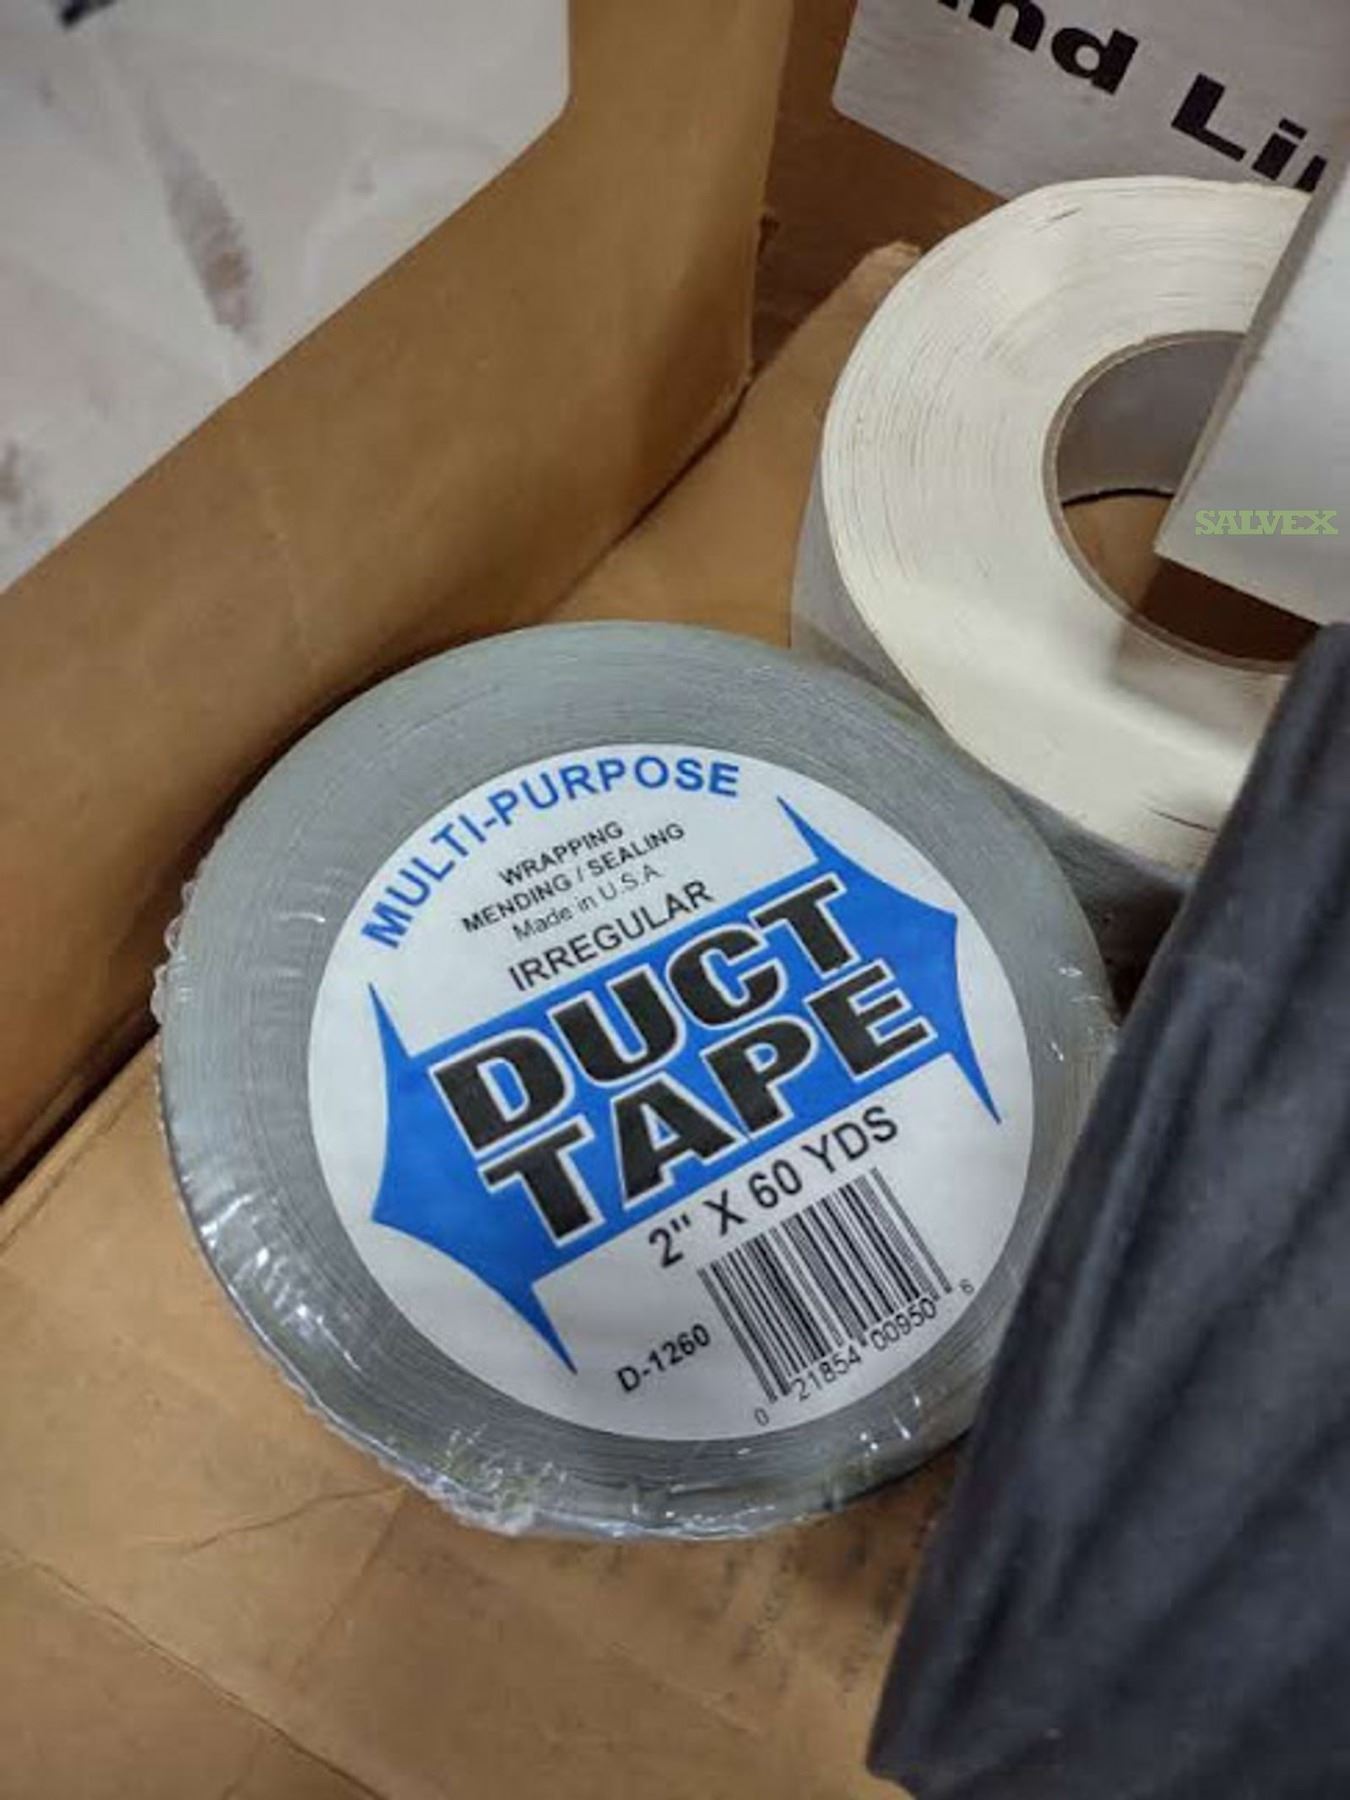 nd Li
SALVEX
MULTI-PURPOSE
WRAPPING
MENDING / SEALING
Made in U.S.A.
IRREGULAR
DUCT
TAPE
2" X 60 YDS
D-1260
0 21854 00950 6